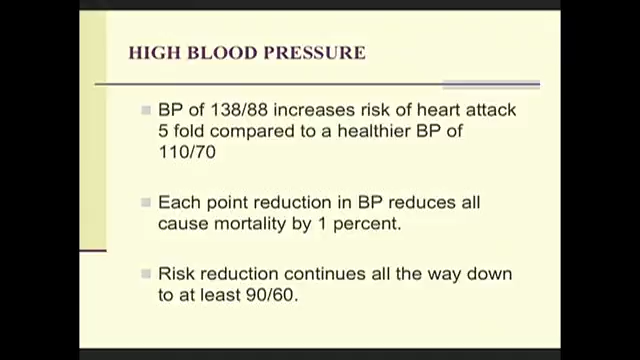 HIGH BLOOD PRESSURE
BP of 138/88 increases risk of heart attack
5 fold compared to a healthier BP of
110/70
Each point reduction in BP reduces all
cause mortality by 1 percent.
Risk reduction continues all the way down
to at least 90/60.